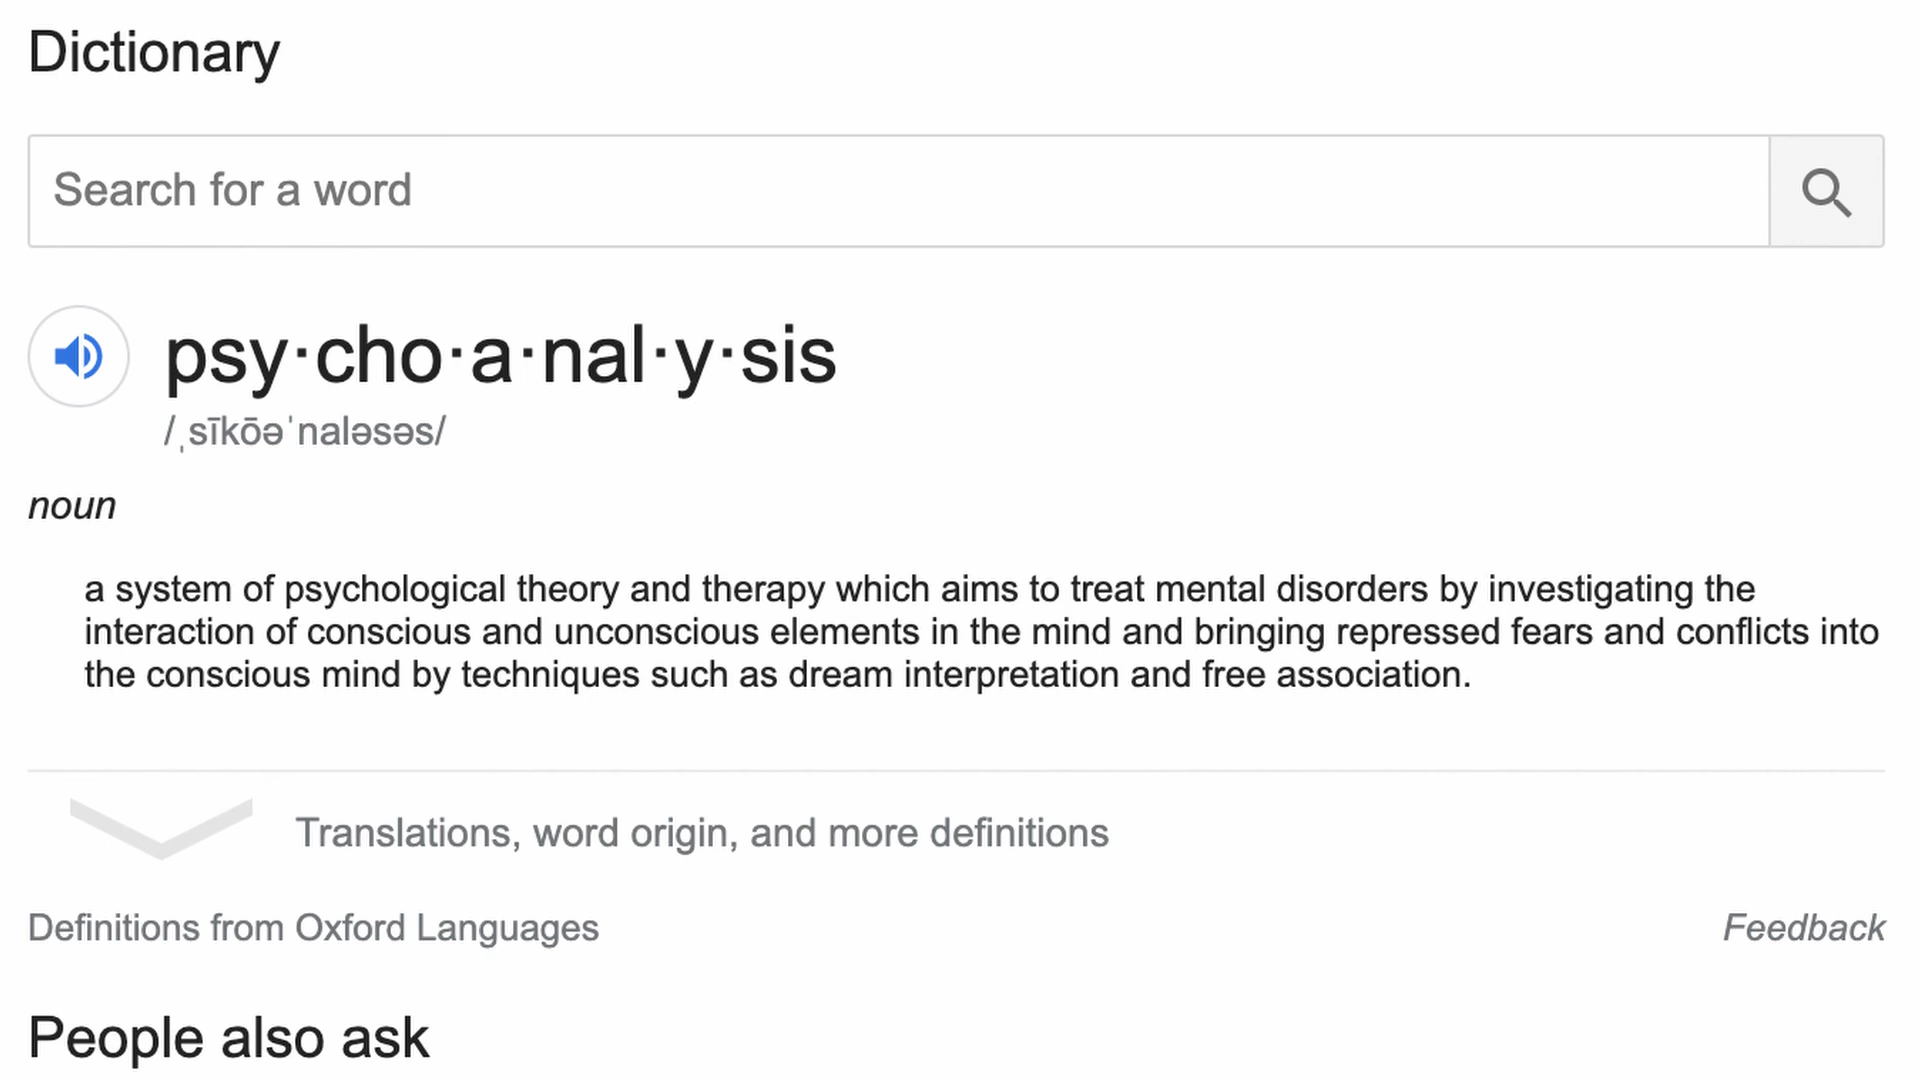 Dictionary
Search for a word
psy·cho·a·nal·y·sis
/ˌsīkōəˈnaləsəs/
noun
a system of psychological theory and therapy which aims to treat mental disorders by investigating the
interaction of conscious and unconscious elements in the mind and bringing repressed fears and conflicts into
the conscious mind by techniques such as dream interpretation and free association.
Translations, word origin, and more definitions
Definitions from Oxford Languages
Feedback
People also ask